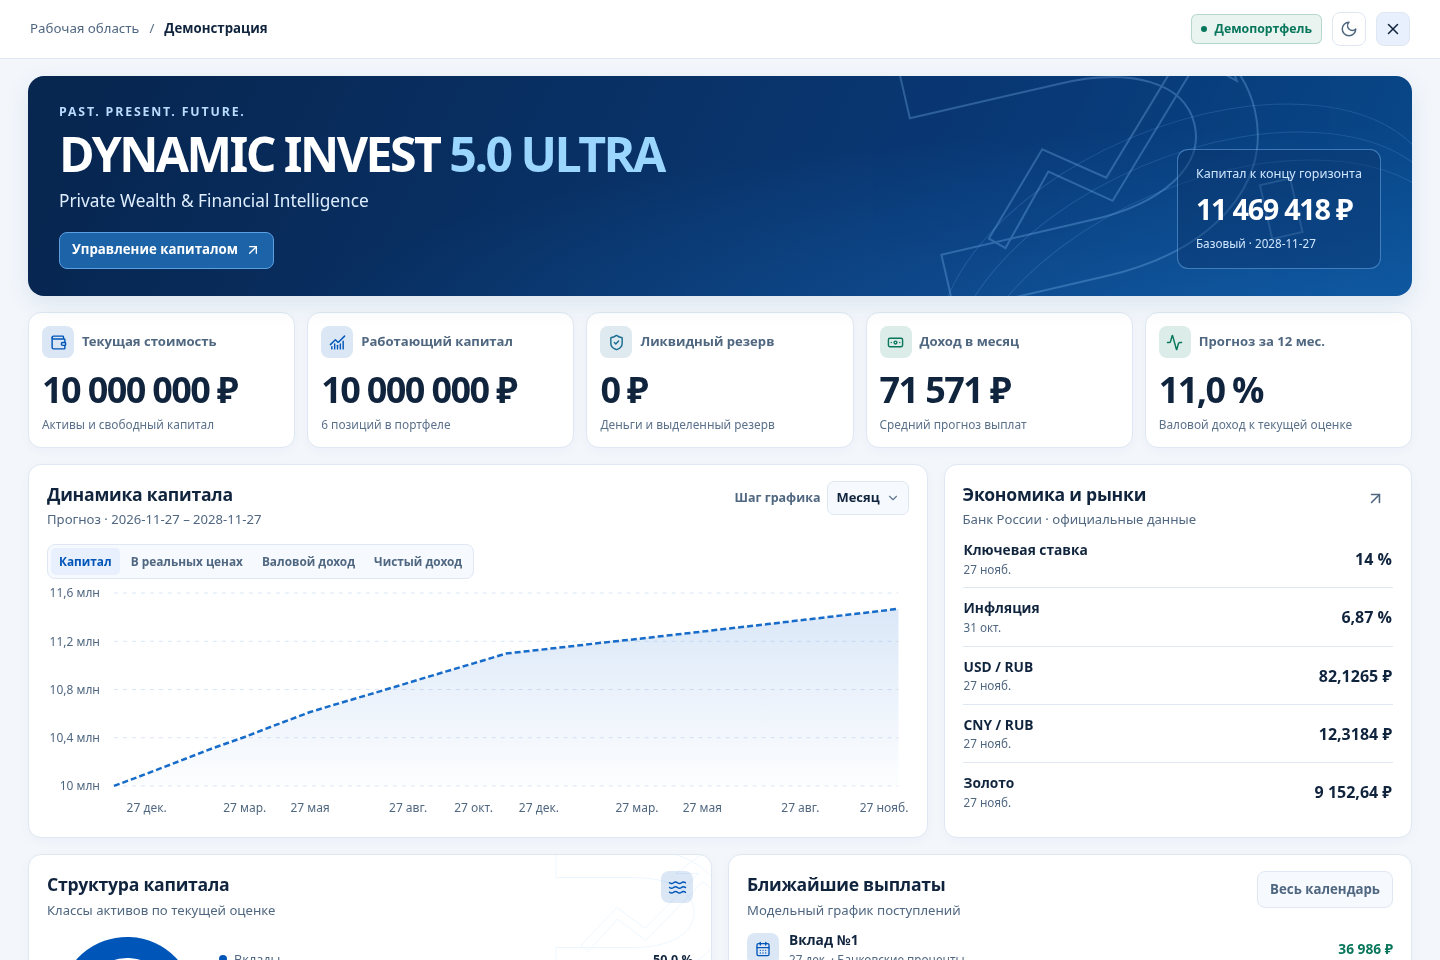 Рабочая область / Демонстрация
Демопортфель
PAST. PRESENT. FUTURE.
DYNAMIC INVEST 5.0 ULTRA
Private Wealth & Financial Intelligence
Управление капиталом
Капитал к концу горизонта
11 469 418 ₽
Базовый · 2028-11-27
Текущая стоимость
10 000 000 ₽
Активы и свободный капитал
Работающий капитал
10 000 000 ₽
6 позиций в портфеле
Ликвидный резерв
0 ₽
Деньги и выделенный резерв
Доход в месяц
71 571 ₽
Средний прогноз выплат
Прогноз за 12 мес.
11,0 %
Валовой доход к текущей оценке
Динамика капитала
Прогноз · 2026-11-27 – 2028-11-27
Шаг графика Месяц
Капитал В реальных ценах Валовой доход Чистый доход
11,6 млн
11,2 млн
10,8 млн
10,4 млн
10 млн
27 дек. 27 мар. 27 мая 27 авг. 27 окт. 27 дек. 27 мар. 27 мая 27 авг. 27 нояб.
Экономика и рынки
Банк России · официальные данные
Ключевая ставка
27 нояб.
14 %
Инфляция
31 окт.
6,87 %
USD / RUB
27 нояб.
82,1265 ₽
CNY / RUB
27 нояб.
12,3184 ₽
Золото
27 нояб.
9 152,64 ₽
Структура капитала
Классы активов по текущей оценке
Вклады 50,0 %
Ближайшие выплаты
Модельный график поступлений
Весь календарь
Вклад №1
27 дек. · Банковские проценты
36 986 ₽